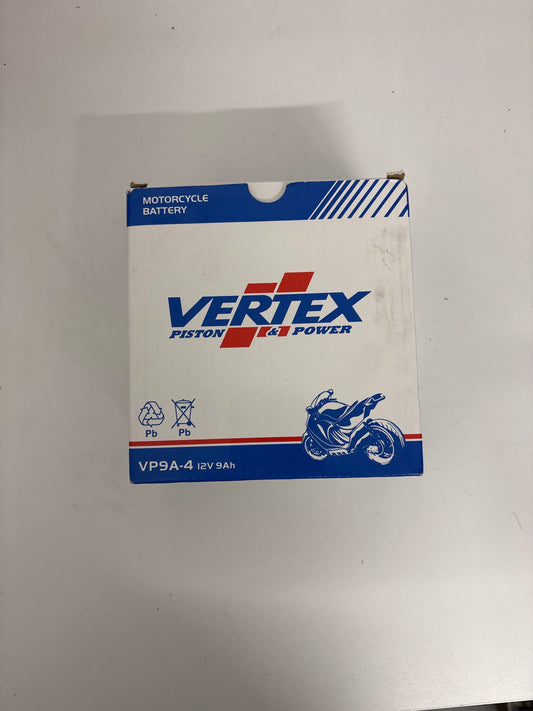 MOTORCYCLE
BATTERY
VERTEX
PISTON & POWER
Pb Pb
VP9A-4 12V 9Ah